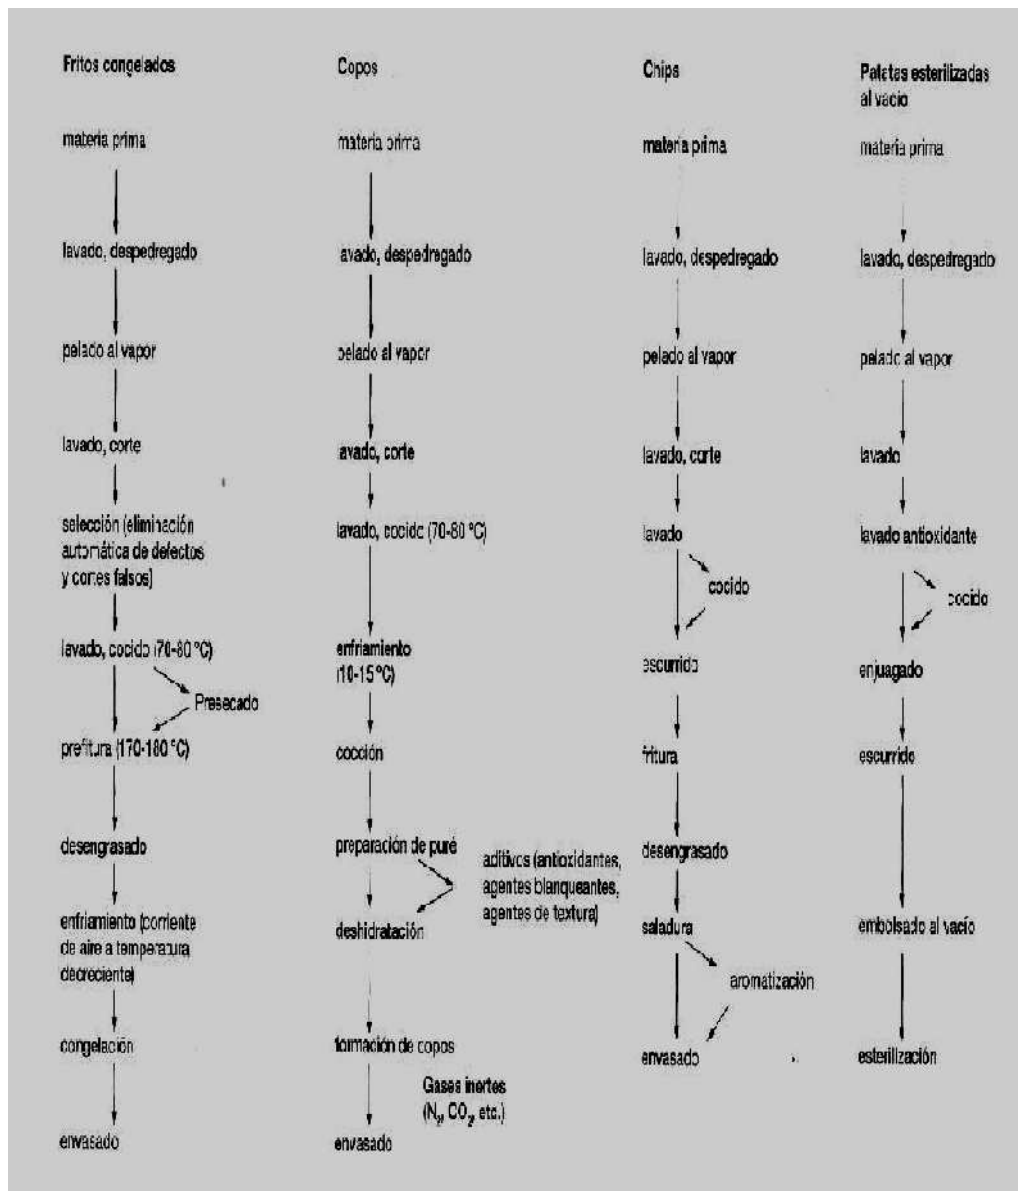 Fritos congelados
materia prima
lavado, despedregado
pelado al vapor
lavado, corte
selección (eliminación
automática de defectos
y cortes falsos)
lavado, cocido (70-80 °C)
Presecado
prefritura (170-180 °C)
desengrasado
enfriamiento (corriente
de aire a temperatura
decreciente)
congelación
envasado
Copos
materia prima
lavado, despedregado
pelado al vapor
lavado, corte
lavado, cocido (70-80 °C)
enfriamiento
(10-15 °C)
cocción
preparación de puré
aditivos (antioxidantes,
agentes blanqueantes,
agentes de textura)
deshidratación
formación de copos
Gases inertes
(N₂, CO₂, etc.)
envasado
Chips
materia prima
lavado, despedregado
pelado al vapor
lavado, corte
lavado
cocido
escurrido
fritura
desengrasado
saladura
aromatización
envasado
Patatas esterilizadas
al vacío
materia prima
lavado, despedregado
pelado al vapor
lavado
lavado antioxidante
cocido
enjuagado
escurrido
embolsado al vacío
esterilización